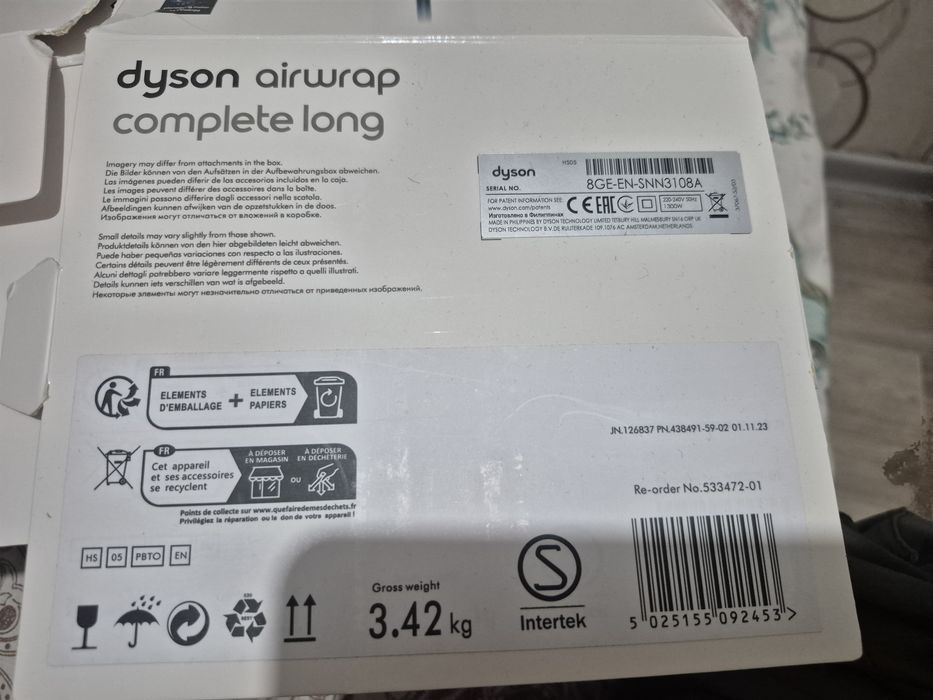 dyson airwrap
complete long
Imagery may differ from attachments in the box.
Die Bilder können von den Aufsätzen in der Aufbewahrungsbox abweichen.
Las imágenes pueden diferir de los accesorios incluidos en la caja.
Les images peuvent différer des accessoires dans la boîte.
Le immagini possono differire dagli accessori nella scatola.
Afbeeldingen kunnen afwijken van de opzetstukken in de doos.
Изображения могут отличаться от вложений в коробке.
Small details may vary slightly from those shown.
Produktdetails können von den hier abgebildeten leicht abweichen.
Puede haber pequeñas variaciones con respecto a las ilustraciones.
Certains détails peuvent être légèrement différents de ceux présentés.
Alcuni dettagli potrebbero variare leggermente rispetto a quelli illustrati.
Details kunnen iets verschillen van wat is afgebeeld.
Некоторые элементы могут незначительно отличаться от приведенных изображений.
dyson
HS05
SERIAL NO.
8GE-EN-SNN3108A
FOR PATENT INFORMATION SEE:
www.dyson.com/patents
CE EAC
220-240V 50Hz
1300W
Изготовлено в Филиппинах
MADE IN PHILIPPINES BY DYSON TECHNOLOGY LIMITED TETBURY HILL MALMESBURY SN16 0RP UK
DYSON TECHNOLOGY B.V. DE RUIJTERKADE 109,1076 AC AMSTERDAM,NETHERLANDS
FR
ELEMENTS
D'EMBALLAGE
+
ELEMENTS
PAPIERS
FR
Cet appareil
et ses accessoires
se recyclent
À DÉPOSER
EN MAGASIN
OU
À DÉPOSER
EN DÉCHÈTERIE
Points de collecte sur www.quefairedemesdechets.fr
Privilégiez la réparation ou le don de votre appareil !
JN.126837 PN.438491-59-02 01.11.23
Re-order No.533472-01
HS 05 PBTO EN
Gross weight
3.42 kg
S
Intertek
5 025155 092453 >